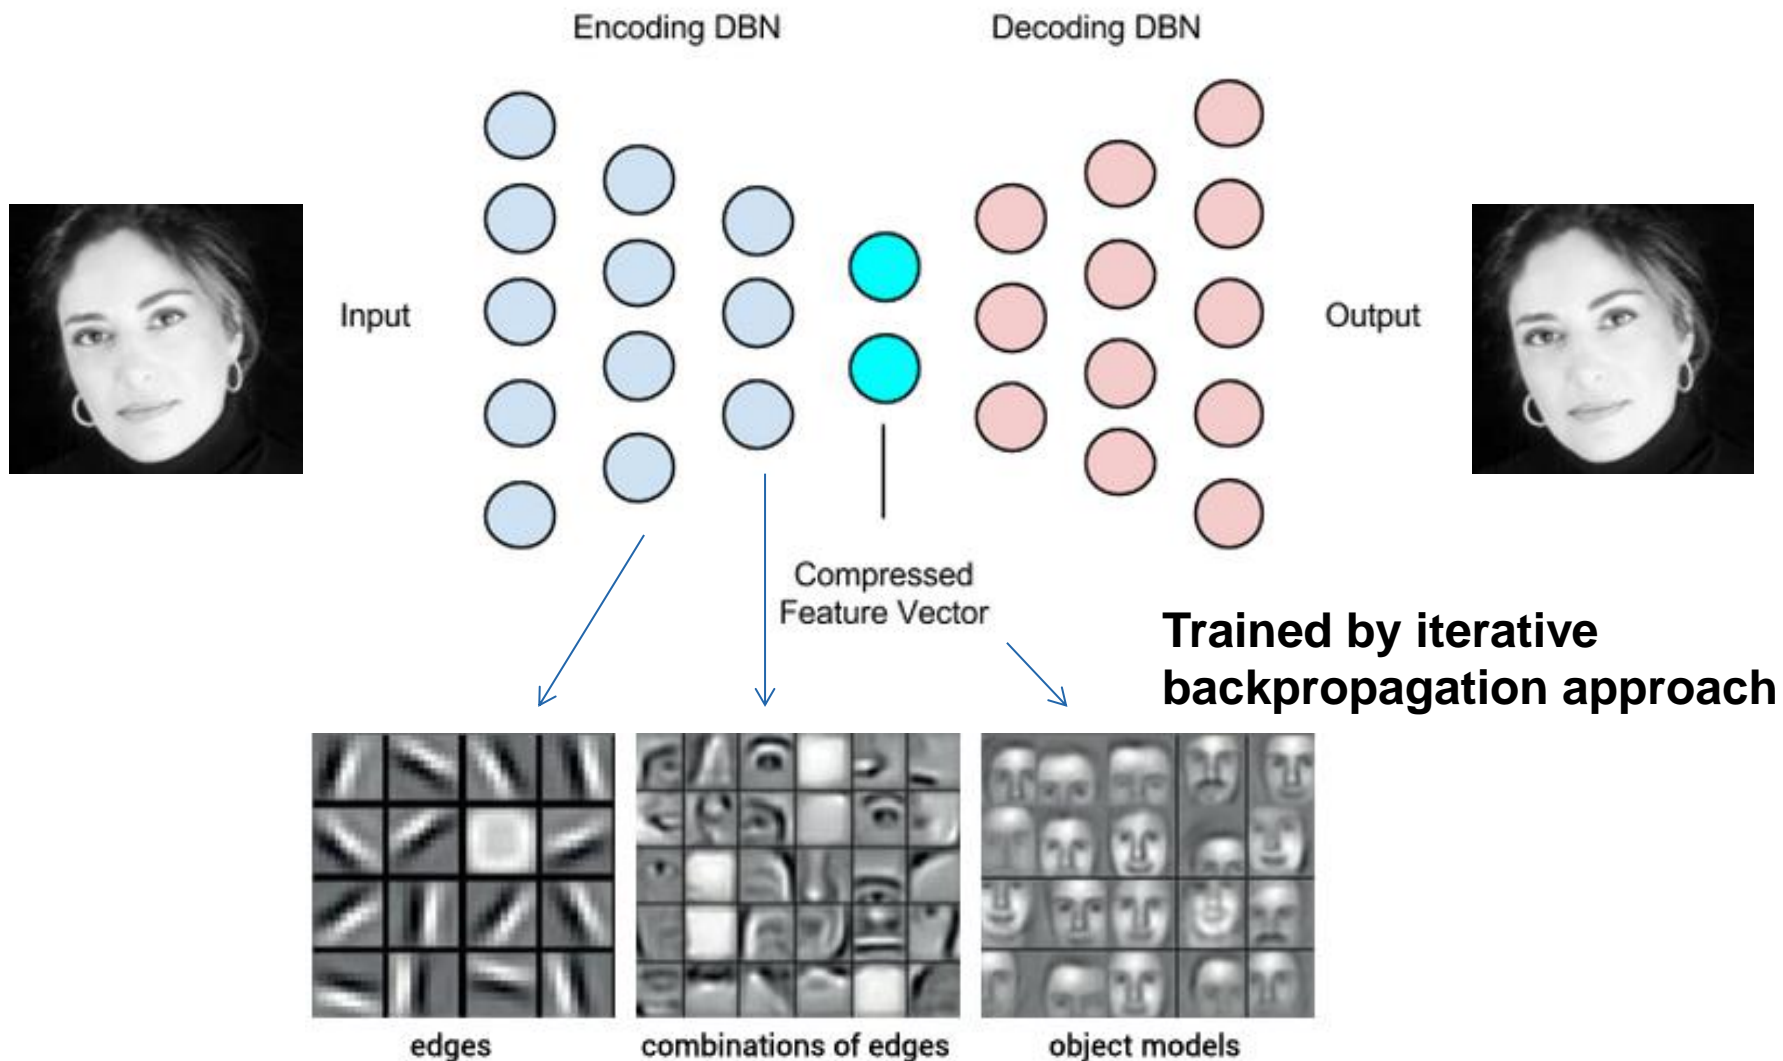 Encoding DBN
Decoding DBN
Input
Output
Compressed
Feature Vector
Trained by iterative
backpropagation approach
edges
combinations of edges
object models